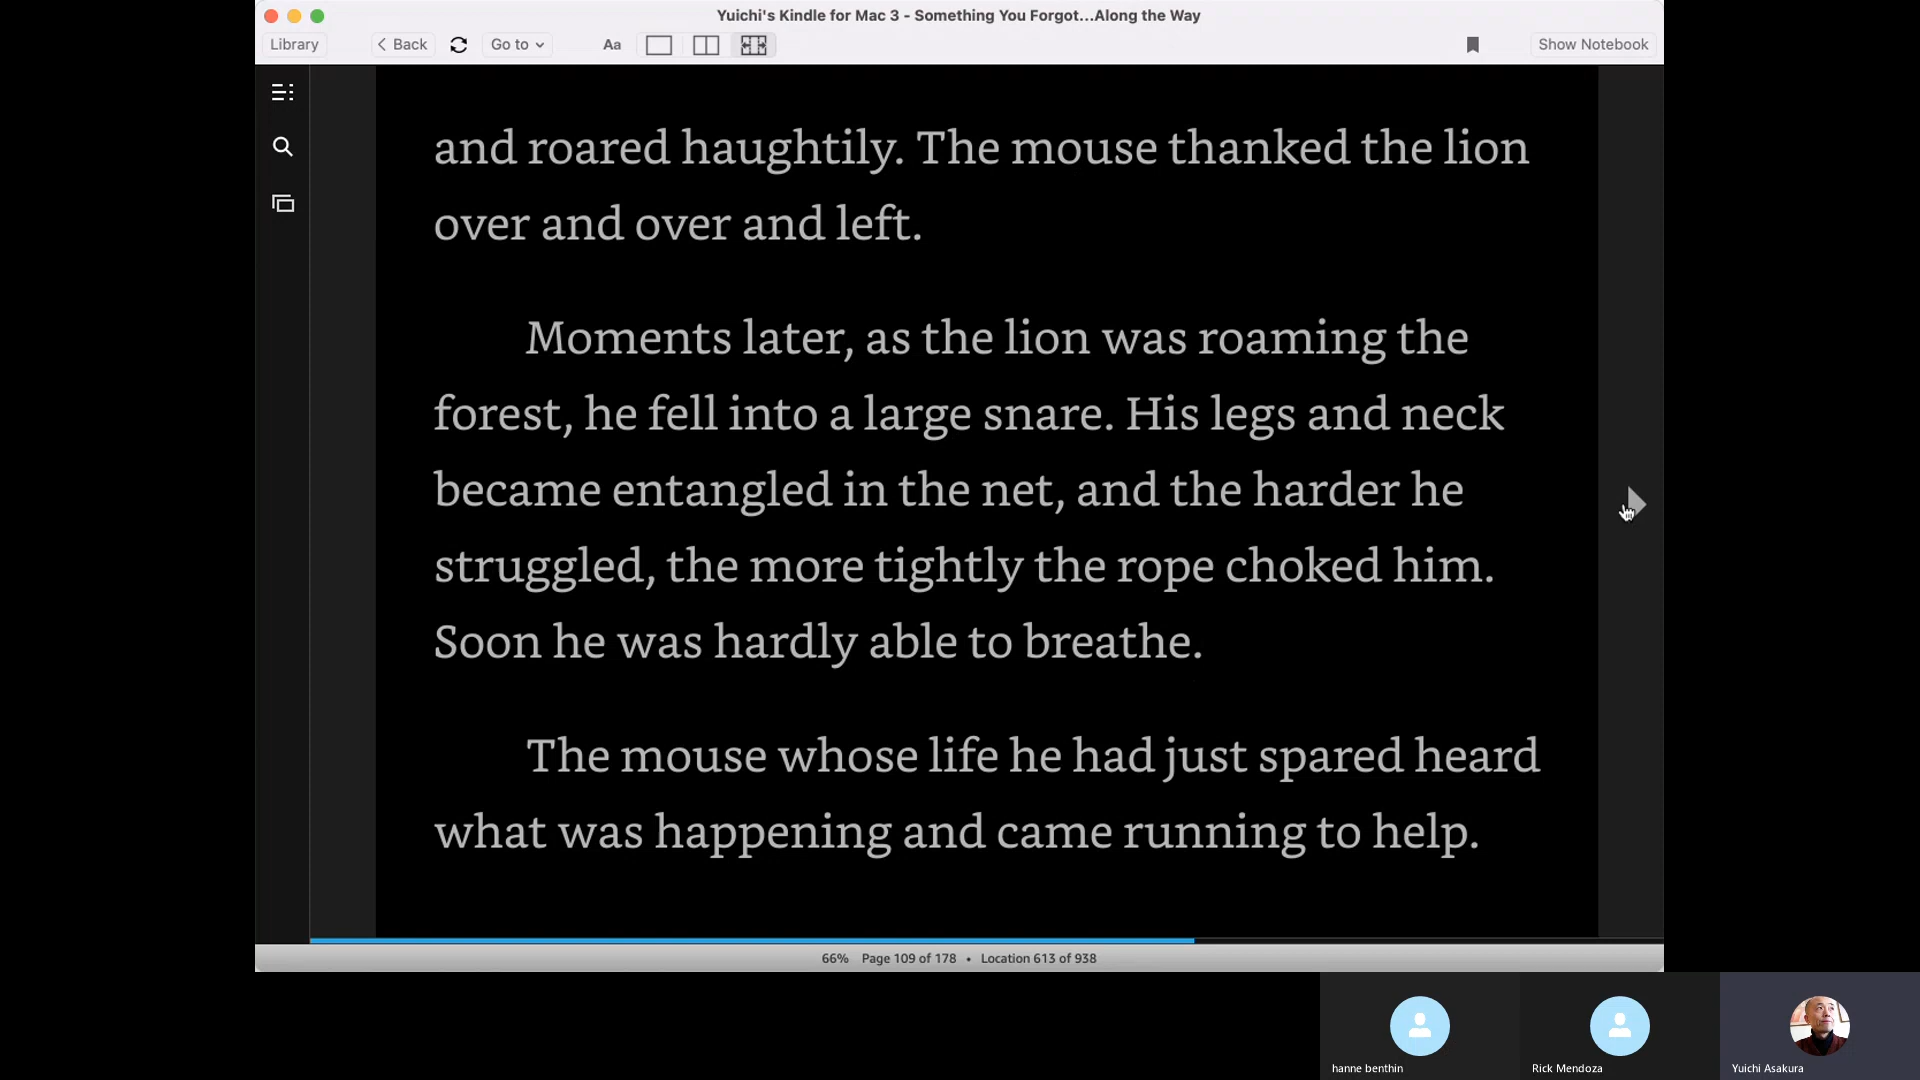 Yuichi's Kindle for Mac 3 - Something You Forgot...Along the Way
Library
Back
Go to
Aa
Show Notebook
and roared haughtily. The mouse thanked the lion
over and over and left.
Moments later, as the lion was roaming the
forest, he fell into a large snare. His legs and neck
became entangled in the net, and the harder he
struggled, the more tightly the rope choked him.
Soon he was hardly able to breathe.
The mouse whose life he had just spared heard
what was happening and came running to help.
66% Page 109 of 178 • Location 613 of 938
hanne benthin
Rick Mendoza
Yuichi Asakura